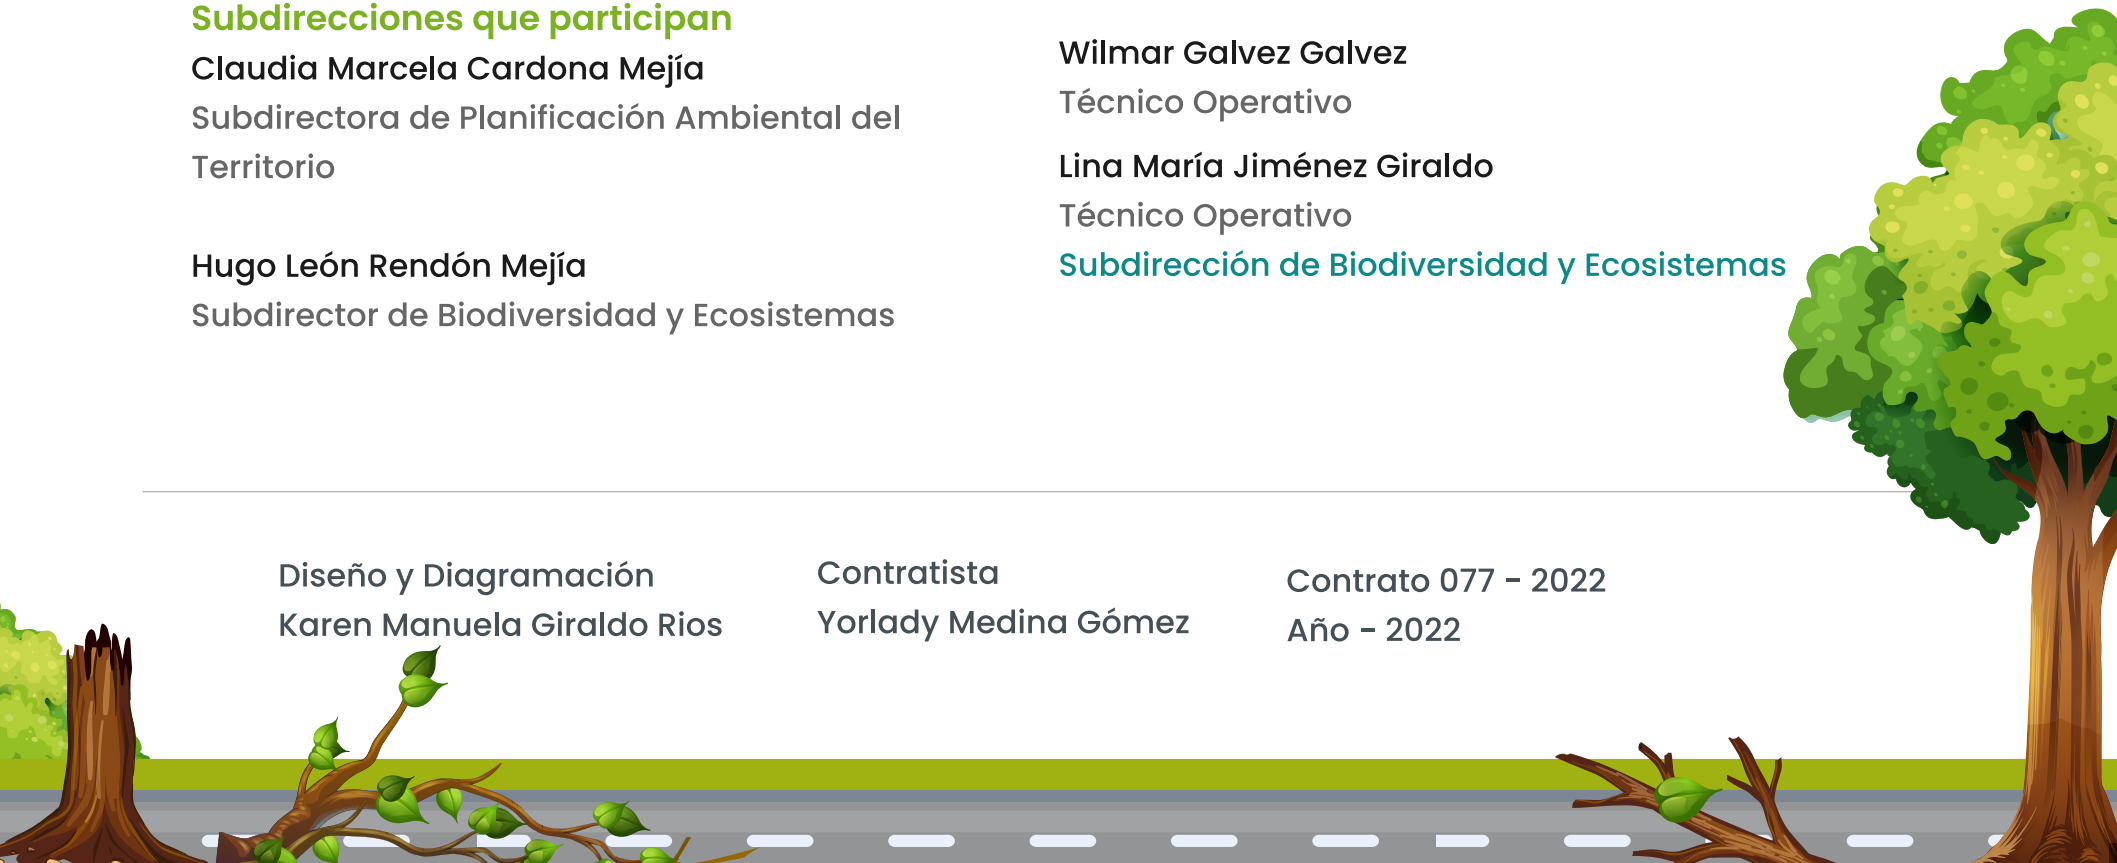 Subdirecciones que participan
Claudia Marcela Cardona Mejía
Subdirectora de Planificación Ambiental del
Territorio
Hugo León Rendón Mejía
Subdirector de Biodiversidad y Ecosistemas
Wilmar Galvez Galvez
Técnico Operativo
Lina María Jiménez Giraldo
Técnico Operativo
Subdirección de Biodiversidad y Ecosistemas
Diseño y Diagramación
Karen Manuela Giraldo Rios
Contratista
Yorlady Medina Gómez
Contrato 077 - 2022
Año - 2022